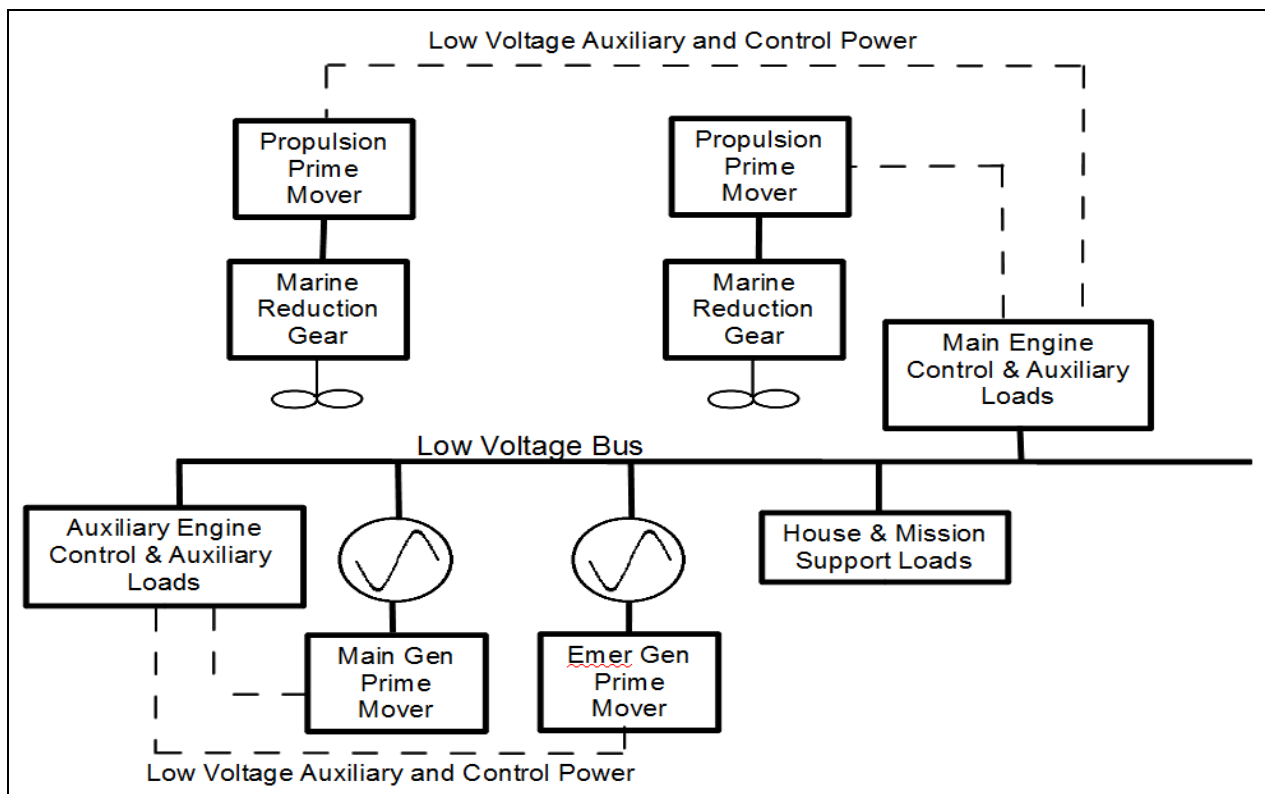 Low Voltage Auxiliary and Control Power
Propulsion
Prime
Mover
Propulsion
Prime
Mover
Marine
Reduction
Gear
Marine
Reduction
Gear
Main Engine
Control & Auxiliary
Loads
Low Voltage Bus
Auxiliary Engine
Control & Auxiliary
Loads
House & Mission
Support Loads
Main Gen
Prime
Mover
Emer Gen
Prime
Mover
Low Voltage Auxiliary and Control Power